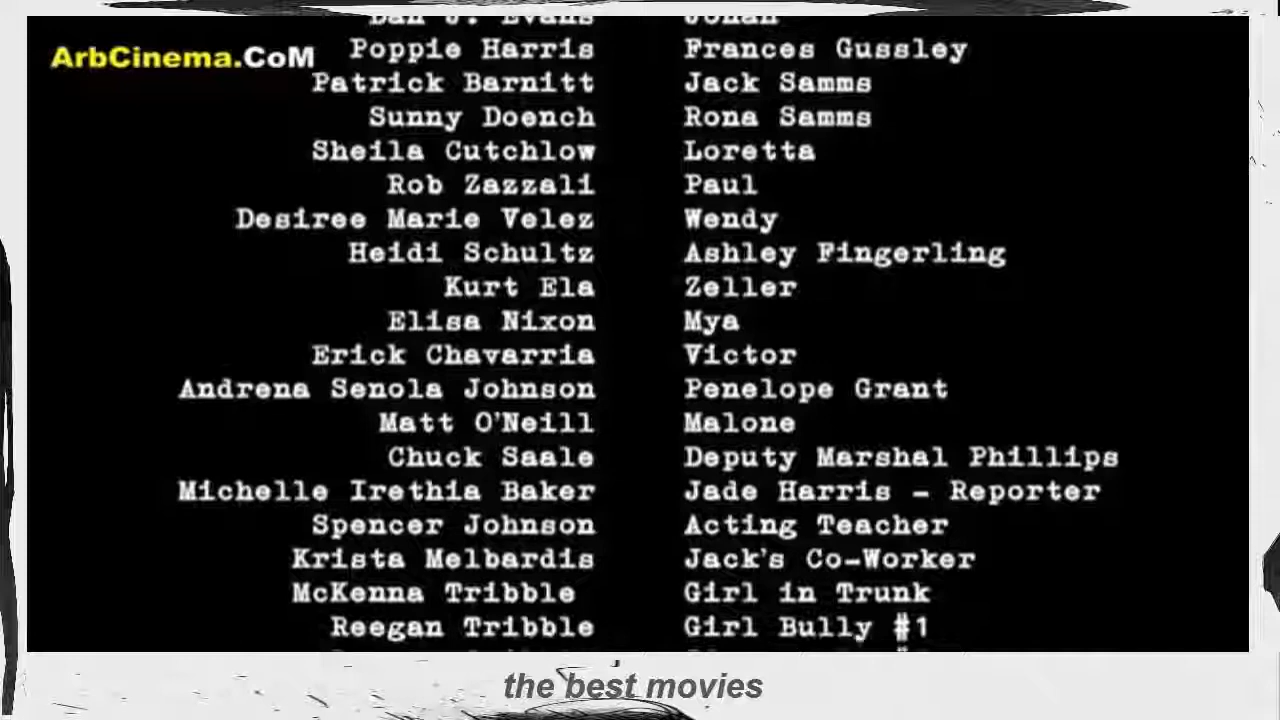 Dan J. Evans Johan
ArbCinema.CoM
Poppie Harris Frances Gussley
Patrick Barnitt Jack Samms
Sunny Doench Rona Samms
Sheila Cutchlow Loretta
Rob Zazzali Paul
Desiree Marie Velez Wendy
Heidi Schultz Ashley Fingerling
Kurt Ela Zeller
Elisa Nixon Mya
Erick Chavarria Victor
Andrena Senola Johnson Penelope Grant
Matt O'Neill Malone
Chuck Saale Deputy Marshal Phillips
Michelle Irethia Baker Jade Harris - Reporter
Spencer Johnson Acting Teacher
Krista Melbardis Jack's Co-Worker
McKenna Tribble Girl in Trunk
Reegan Tribble Girl Bully #1
the best movies